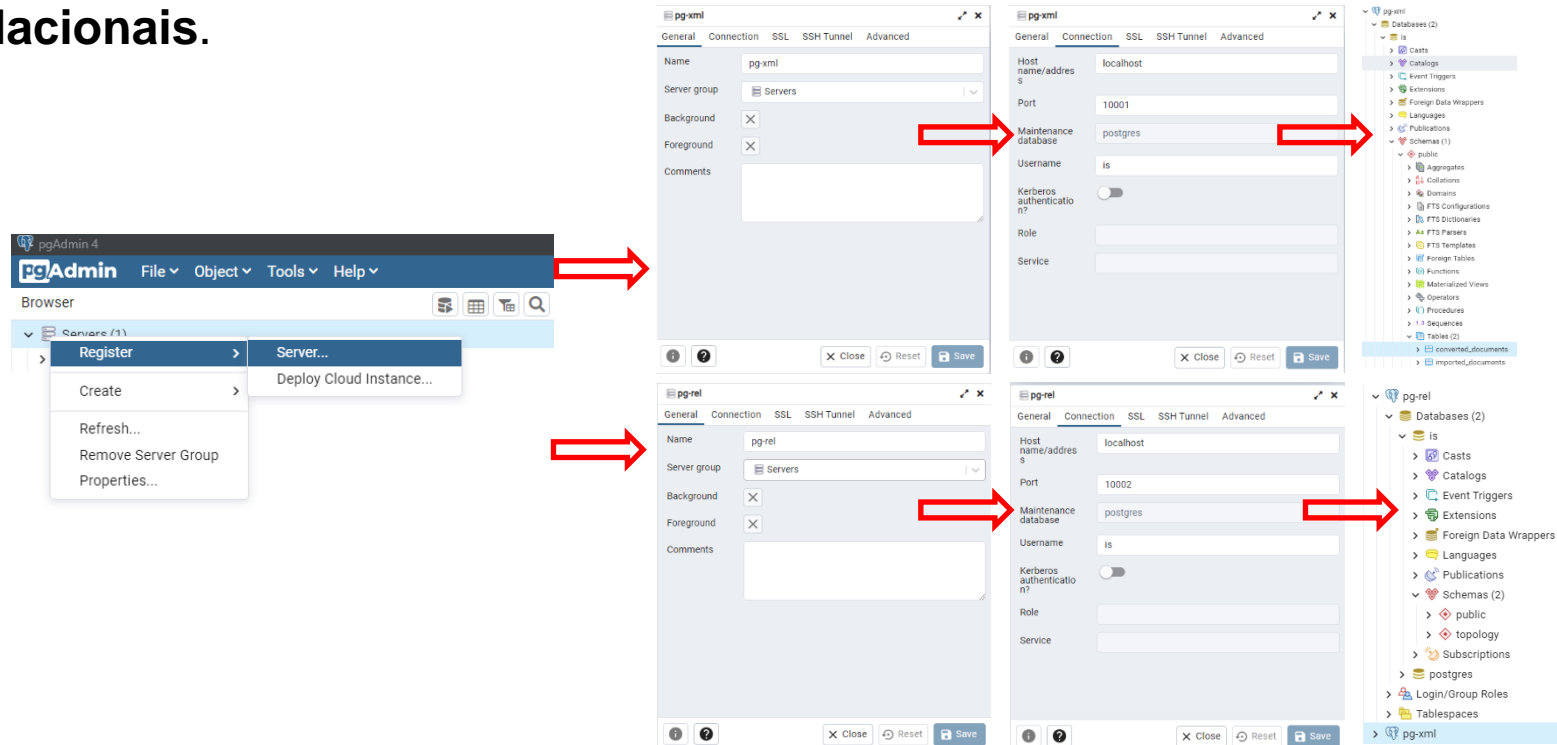 lacionais.
pgAdmin 4
pgAdmin File Object Tools Help
Browser
Servers (1)
Register
Server...
Deploy Cloud Instance...
Create
Refresh...
Remove Server Group
Properties...
pg-xml
General Connection SSL SSH Tunnel Advanced
Name pg-xml
Server group Servers
Background
Foreground
Comments
Close Reset Save
pg-xml
General Connection SSL SSH Tunnel Advanced
Host
name/addres
s
localhost
Port 10001
Maintenance
database
postgres
Username is
Kerberos
authenticatio
n?
Role
Service
Close Reset Save
pg-xml
Databases (2)
is
Casts
Catalogs
Event Triggers
Extensions
Foreign Data Wrappers
Languages
Publications
Schemas (1)
public
Aggregates
Collations
Domains
FTS Configurations
FTS Dictionaries
FTS Parsers
FTS Templates
Foreign Tables
Functions
Materialized Views
Operators
Procedures
1..3 Sequences
Tables (2)
converted_documents
imported_documents
pg-rel
General Connection SSL SSH Tunnel Advanced
Name pg-rel
Server group Servers
Background
Foreground
Comments
Close Reset Save
pg-rel
General Connection SSL SSH Tunnel Advanced
Host
name/addres
s
localhost
Port 10002
Maintenance
database
postgres
Username is
Kerberos
authenticatio
n?
Role
Service
Close Reset Save
pg-rel
Databases (2)
is
Casts
Catalogs
Event Triggers
Extensions
Foreign Data Wrappers
Languages
Publications
Schemas (2)
public
topology
Subscriptions
postgres
Login/Group Roles
Tablespaces
pg-xml